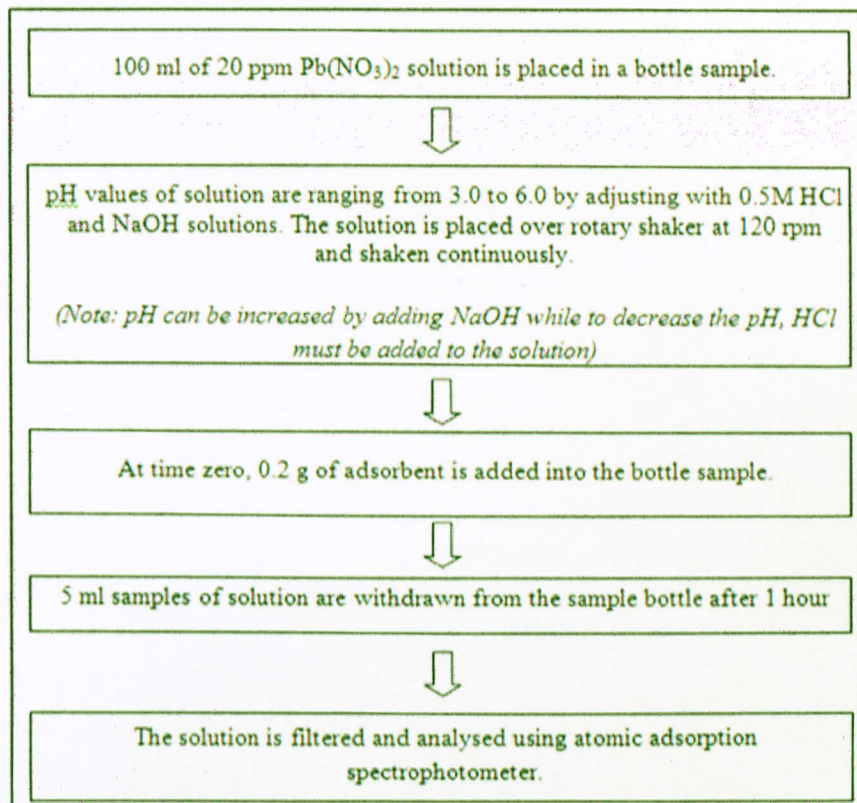 100 ml of 20 ppm Pb(NO₃)₂ solution is placed in a bottle sample.
pH values of solution are ranging from 3.0 to 6.0 by adjusting with 0.5M HCl
and NaOH solutions. The solution is placed over rotary shaker at 120 rpm
and shaken continuously.
(Note: pH can be increased by adding NaOH while to decrease the pH, HCl
must be added to the solution)
At time zero, 0.2 g of adsorbent is added into the bottle sample.
5 ml samples of solution are withdrawn from the sample bottle after 1 hour
The solution is filtered and analysed using atomic adsorption
spectrophotometer.